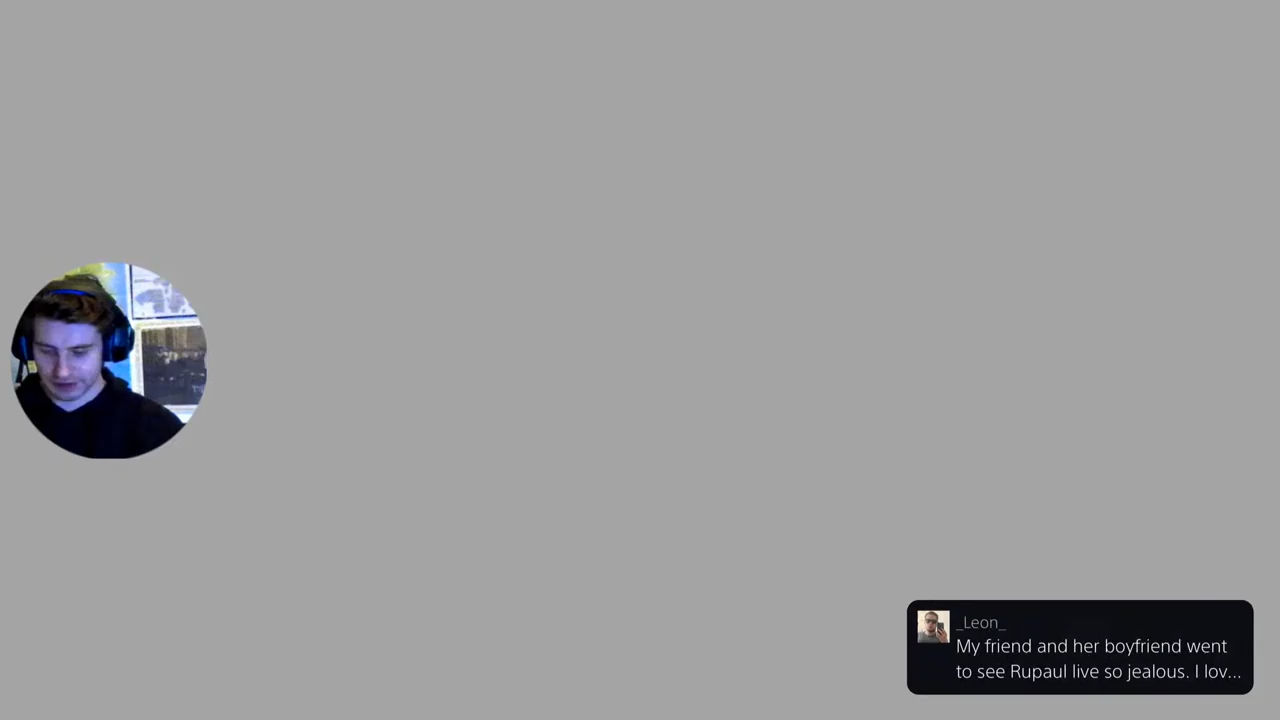 _Leon_
My friend and her boyfriend went
to see Rupaul live so jealous. I lov...